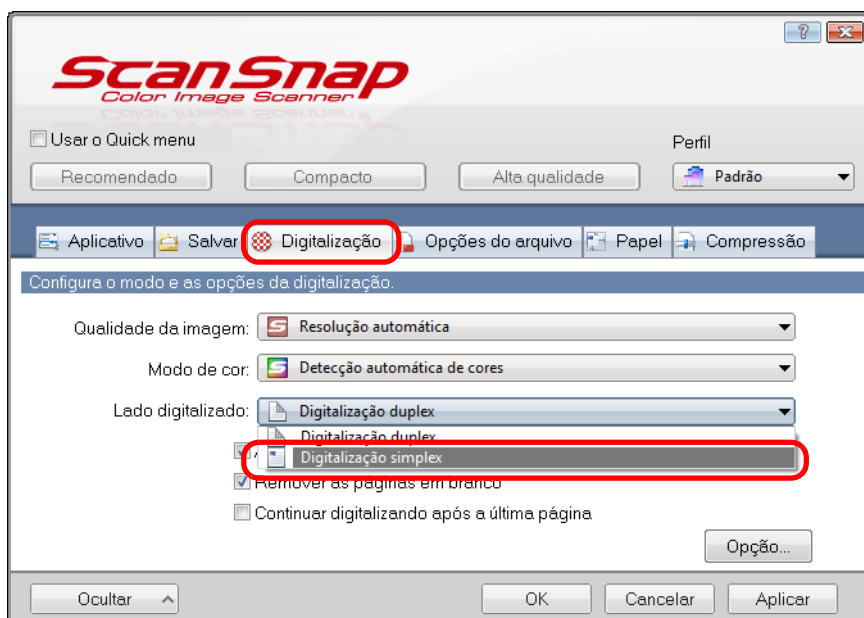 ScanSnap
Color Image Scanner
Usar o Quick menu
Perfil
Recomendado
Compacto
Alta qualidade
Padrão
Aplicativo
Salvar
Digitalização
Opções do arquivo
Papel
Compressão
Configura o modo e as opções da digitalização.
Qualidade da imagem: Resolução automática
Modo de cor: Detecção automática de cores
Lado digitalizado: Digitalização duplex
Digitalização duplex
Digitalização simplex
Remover as páginas em branco
Continuar digitalizando após a última página
Opção...
Ocultar
OK
Cancelar
Aplicar